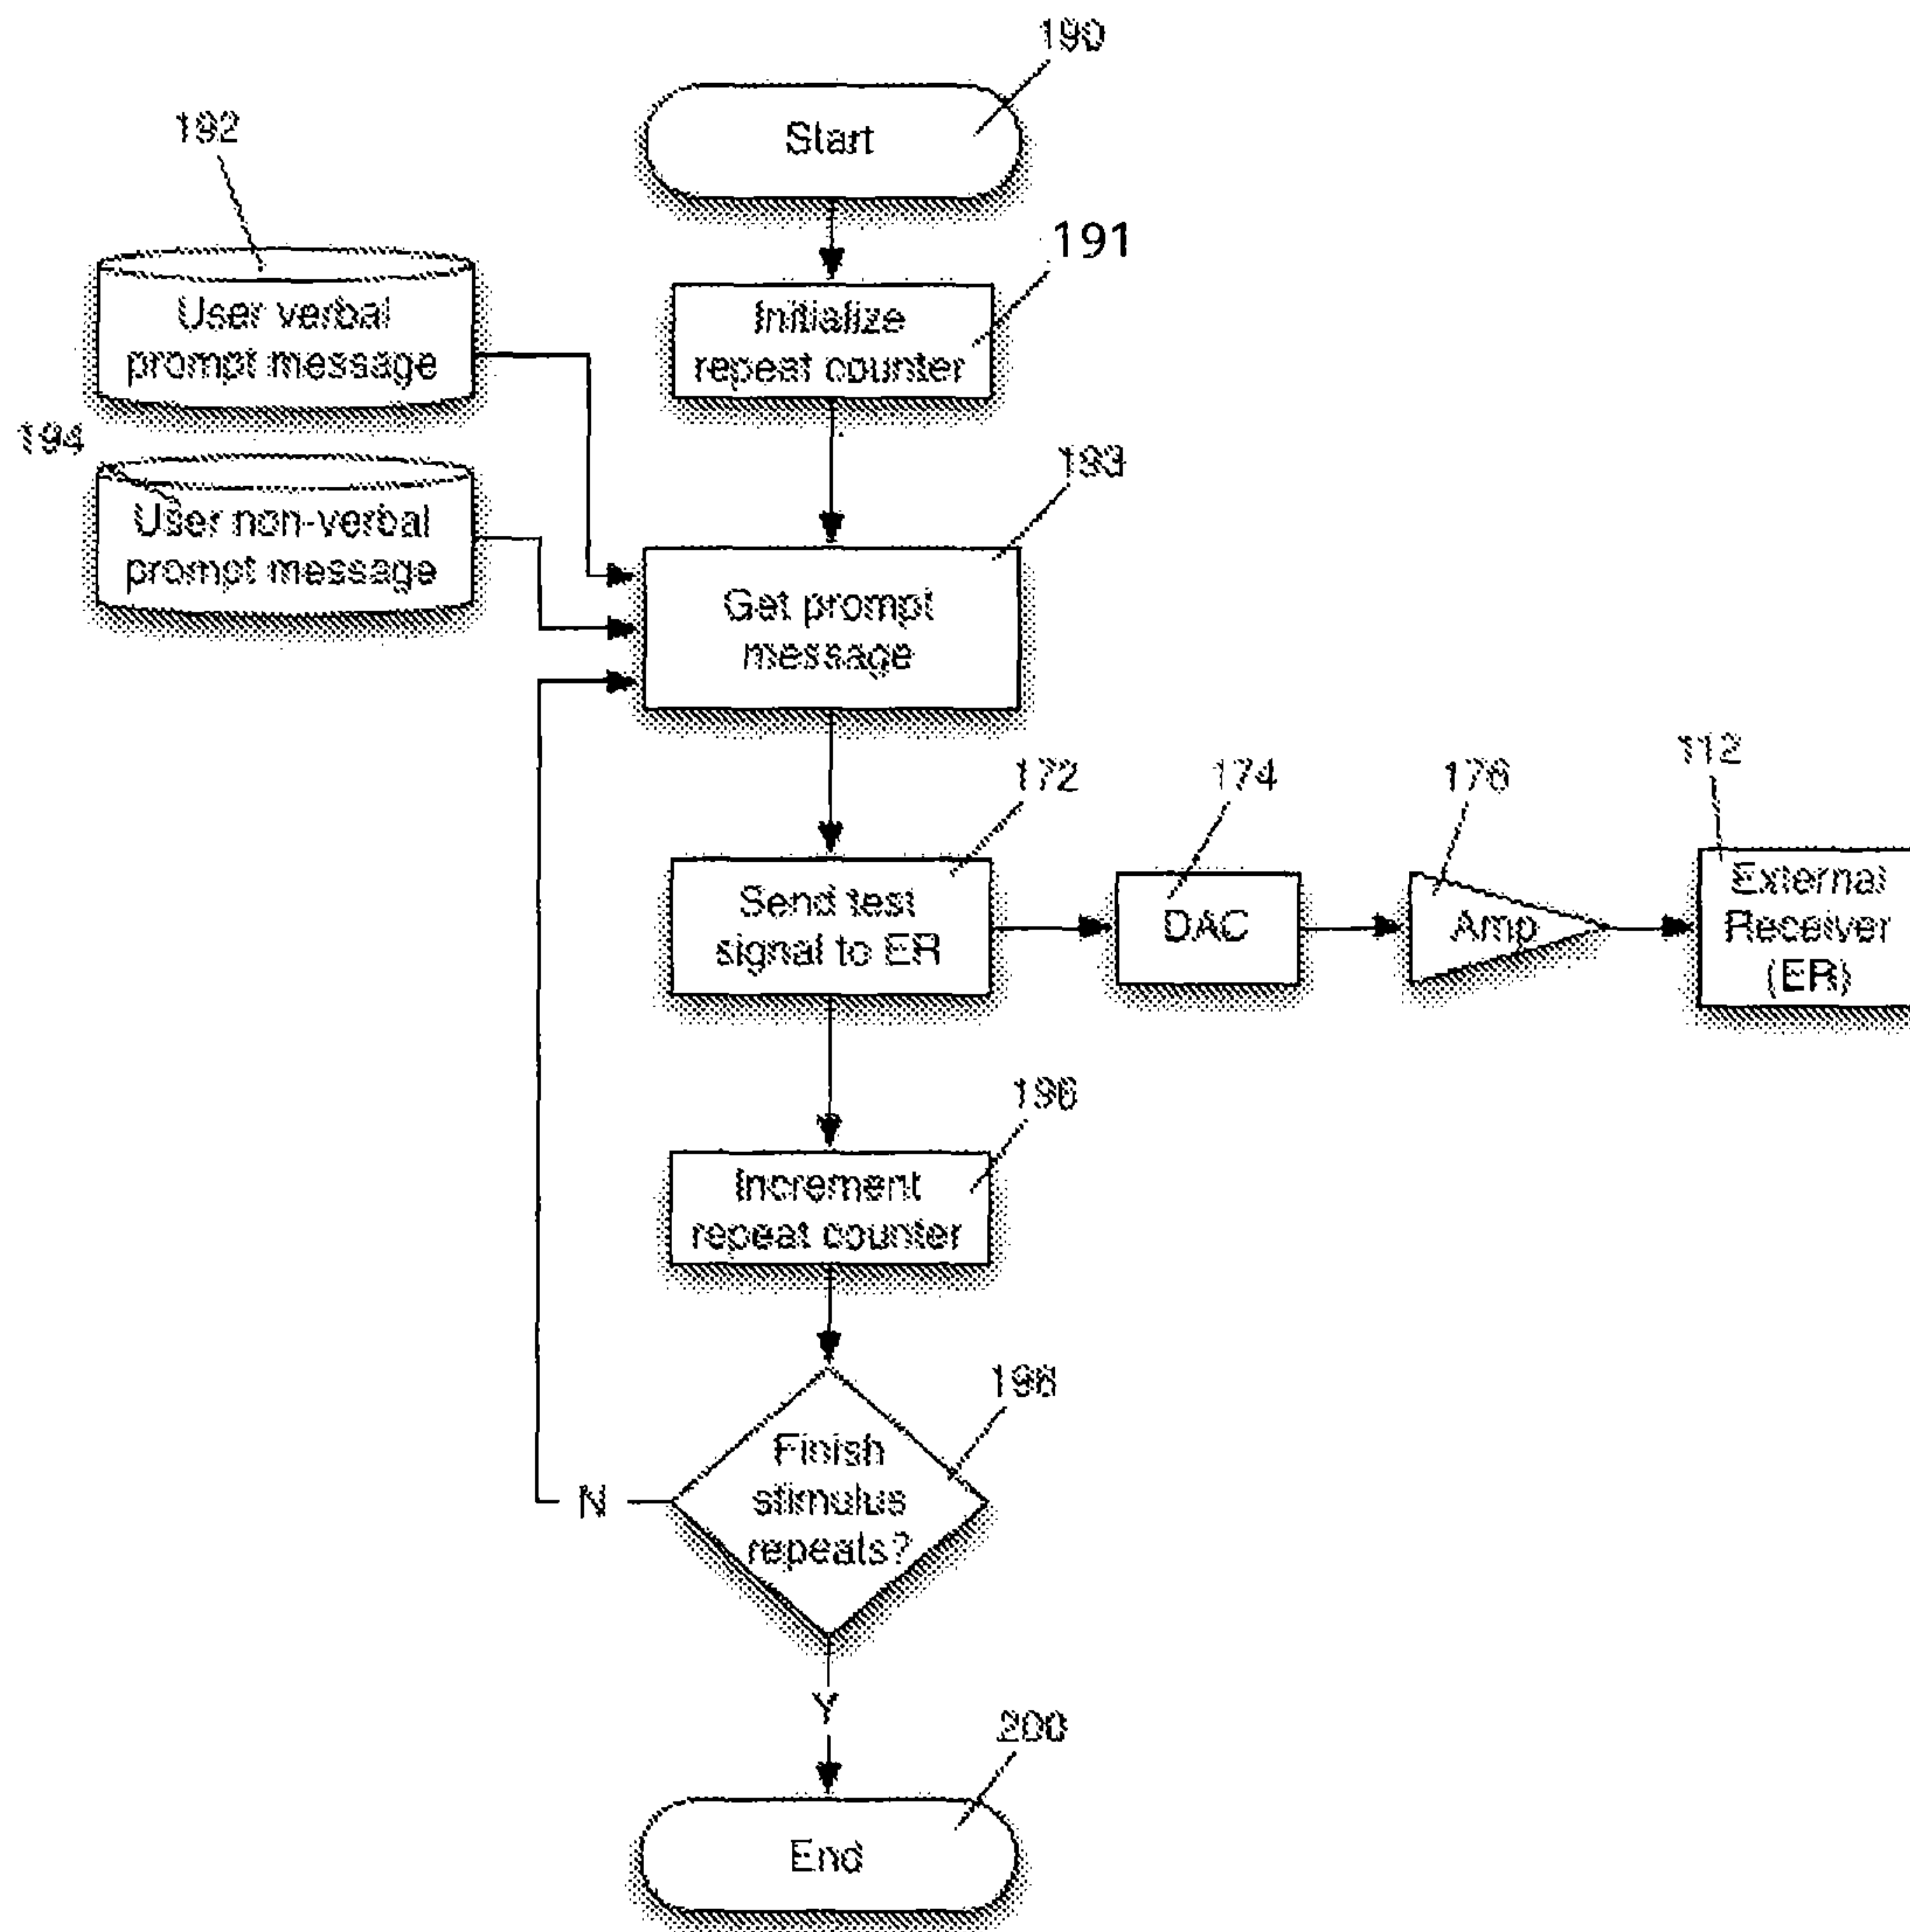 190
Start
192
191
User verbal
prompt message
Initialize
repeat counter
194
193
User non-verbal
prompt message
Get prompt
message
172
174
176
112
Send test
signal to ER
DAC
Amp
External
Receiver
(ER)
196
Increment
repeat counter
198
Finish
stimulus
repeats?
N
Y
200
End